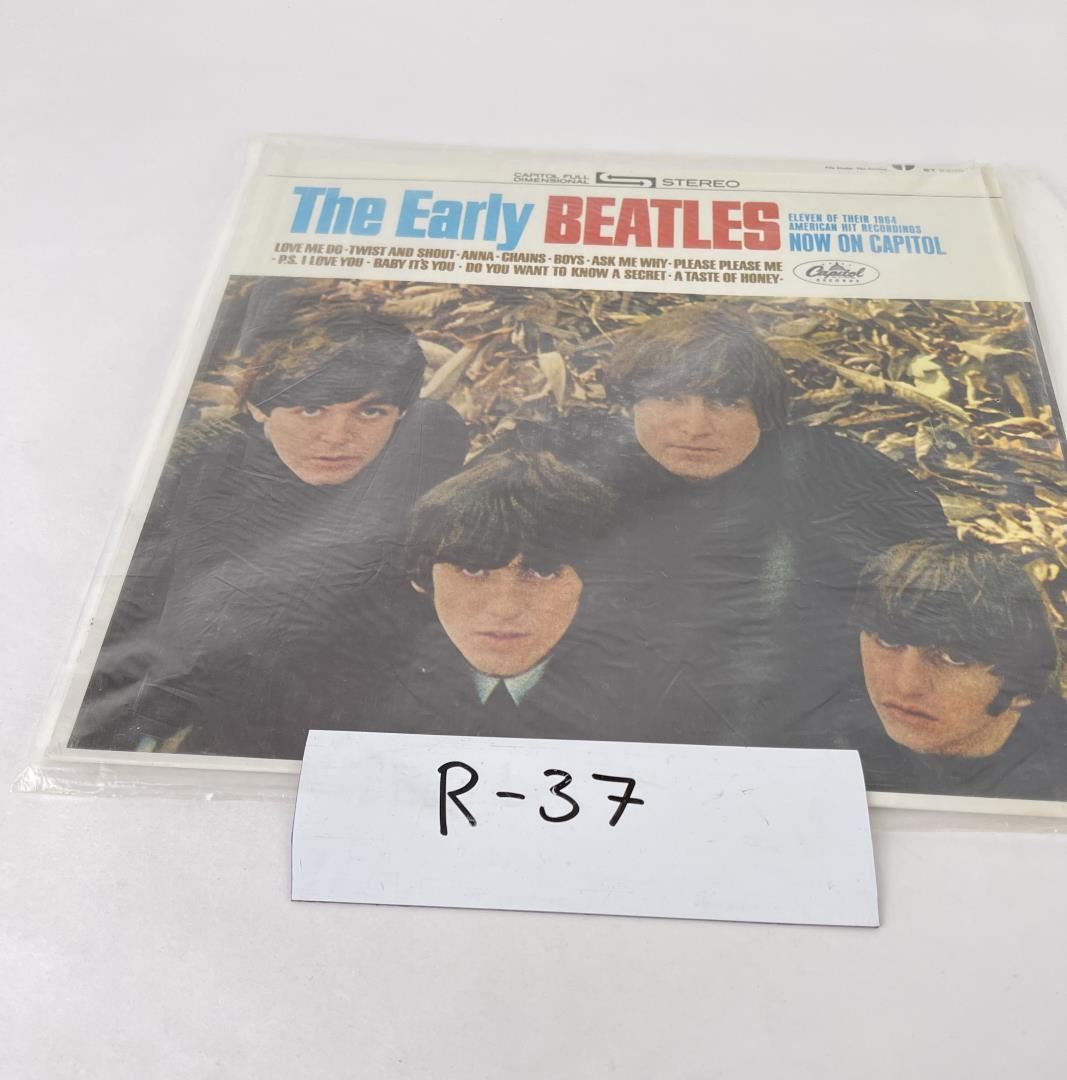 CAPITOL FULL
DIMENSIONAL STEREO
The Early BEATLES
ELEVEN OF THEIR 1964
AMERICAN HIT RECORDINGS
NOW ON CAPITOL
LOVE ME DO · TWIST AND SHOUT · ANNA · CHAINS · BOYS · ASK ME WHY · PLEASE PLEASE ME
· P.S. I LOVE YOU · BABY IT'S YOU · DO YOU WANT TO KNOW A SECRET · A TASTE OF HONEY ·
Capitol
RECORDS
R-37